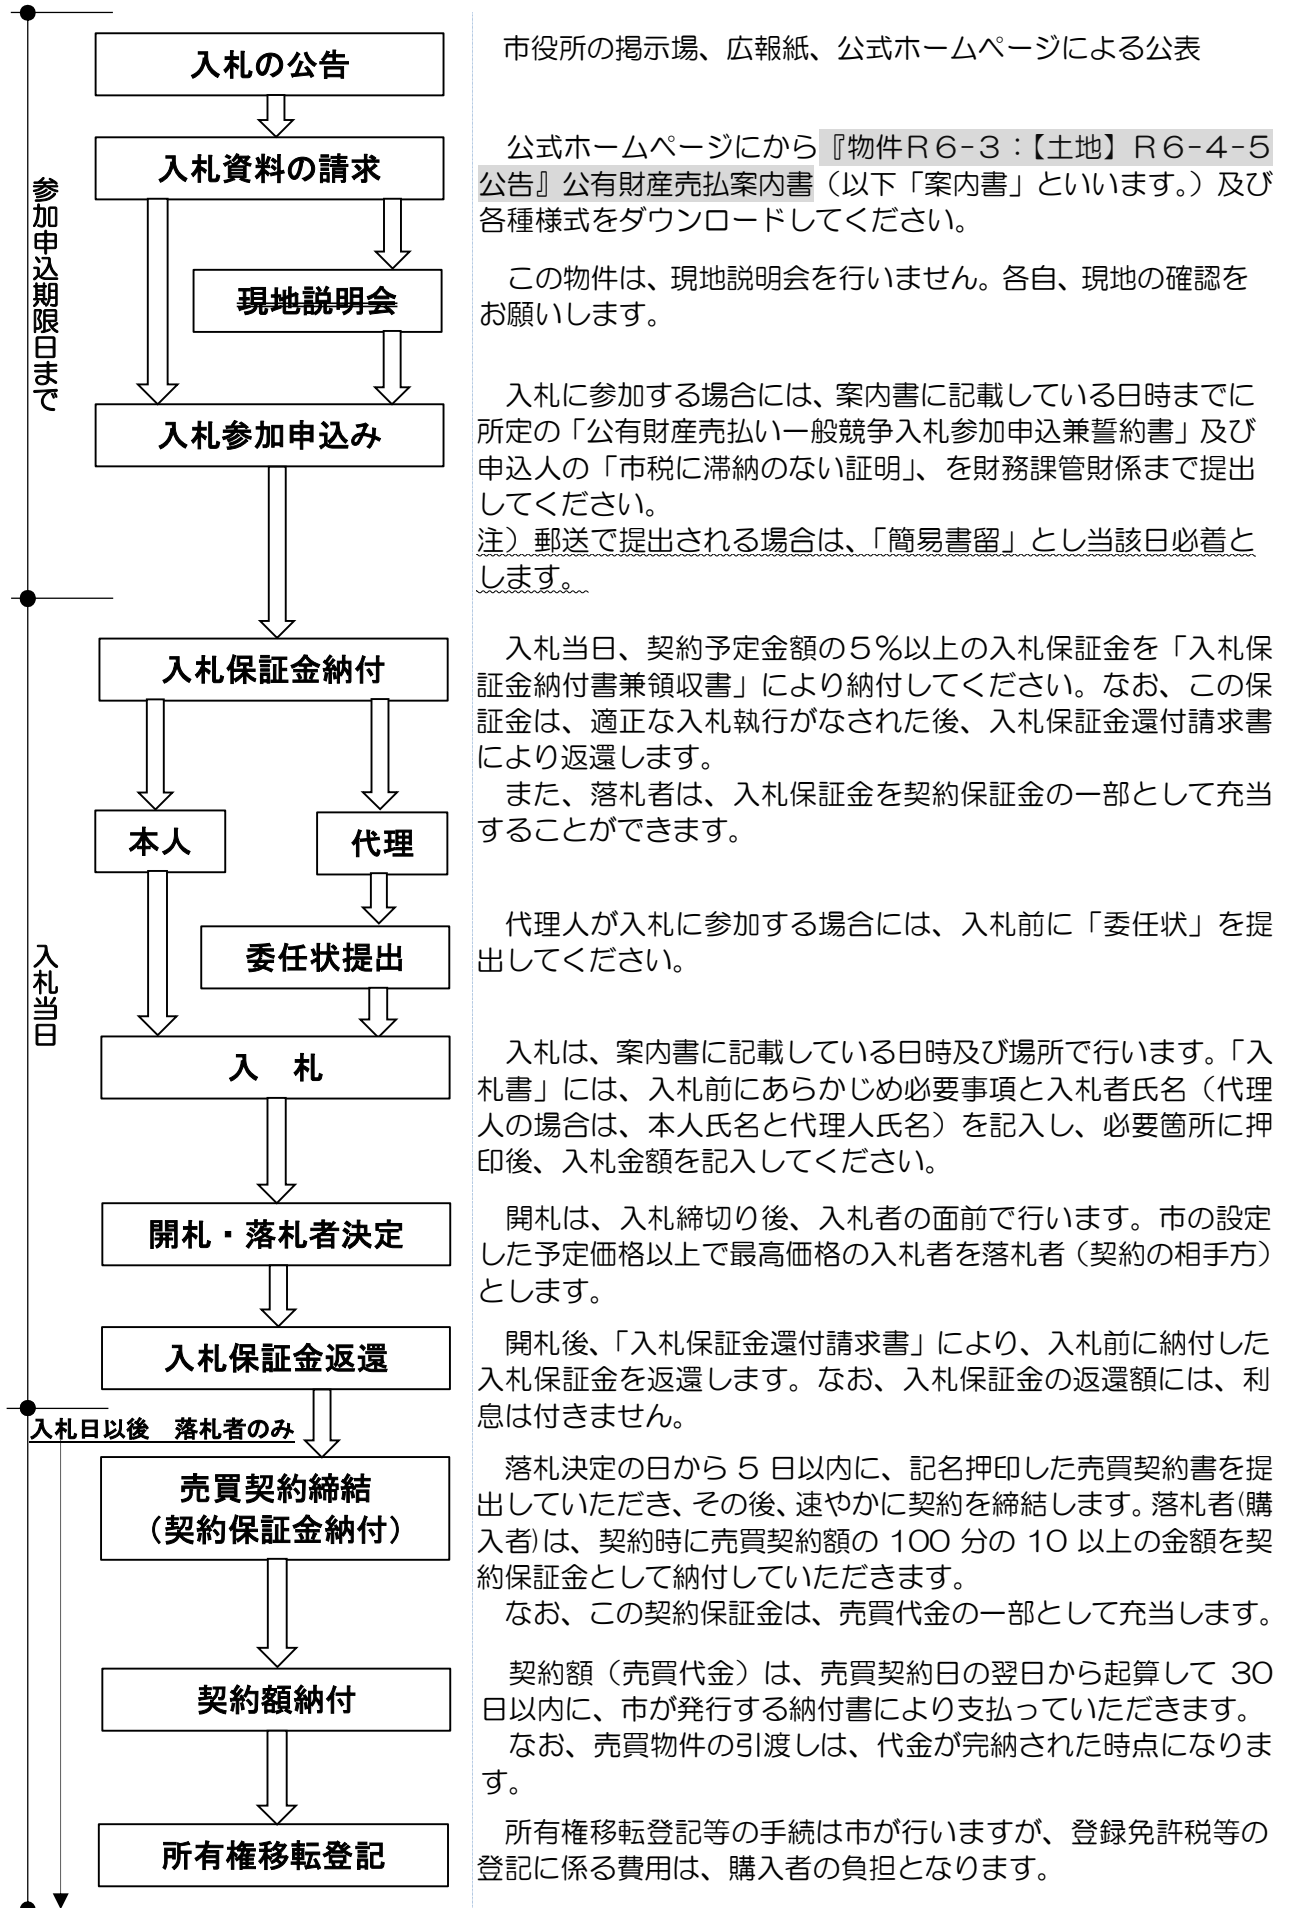 参加申込期限日まで
入札の公告
市役所の掲示場、広報紙、公式ホームページによる公表
入札資料の請求
公式ホームページにから『物件R6-3：【土地】R6-4-5
公告』公有財産売払案内書（以下「案内書」といいます。）及び
各種様式をダウンロードしてください。
現地説明会
この物件は、現地説明会を行いません。各自、現地の確認を
お願いします。
入札参加申込み
入札に参加する場合には、案内書に記載している日時までに
所定の「公有財産売払い一般競争入札参加申込兼誓約書」及び
申込人の「市税に滞納のない証明」、を財務課管財係まで提出
してください。
注）郵送で提出される場合は、「簡易書留」とし当該日必着と
します。
入札当日
入札保証金納付
入札当日、契約予定金額の５％以上の入札保証金を「入札保
証金納付書兼領収書」により納付してください。なお、この保
証金は、適正な入札執行がなされた後、入札保証金還付請求書
により返還します。
また、落札者は、入札保証金を契約保証金の一部として充当
することができます。
本人
代理
委任状提出
代理人が入札に参加する場合には、入札前に「委任状」を提
出してください。
入　札
入札は、案内書に記載している日時及び場所で行います。「入
札書」には、入札前にあらかじめ必要事項と入札者氏名（代理
人の場合は、本人氏名と代理人氏名）を記入し、必要箇所に押
印後、入札金額を記入してください。
開札・落札者決定
開札は、入札締切り後、入札者の面前で行います。市の設定
した予定価格以上で最高価格の入札者を落札者（契約の相手方）
とします。
入札保証金返還
開札後、「入札保証金還付請求書」により、入札前に納付した
入札保証金を返還します。なお、入札保証金の返還額には、利
息は付きません。
入札日以後　落札者のみ
売買契約締結
（契約保証金納付）
落札決定の日から 5 日以内に、記名押印した売買契約書を提
出していただき、その後、速やかに契約を締結します。落札者(購
入者)は、契約時に売買契約額の 100 分の 10 以上の金額を契
約保証金として納付していただきます。
なお、この契約保証金は、売買代金の一部として充当します。
契約額納付
契約額（売買代金）は、売買契約日の翌日から起算して 30
日以内に、市が発行する納付書により支払っていただきます。
なお、売買物件の引渡しは、代金が完納された時点になりま
す。
所有権移転登記
所有権移転登記等の手続は市が行いますが、登録免許税等の
登記に係る費用は、購入者の負担となります。